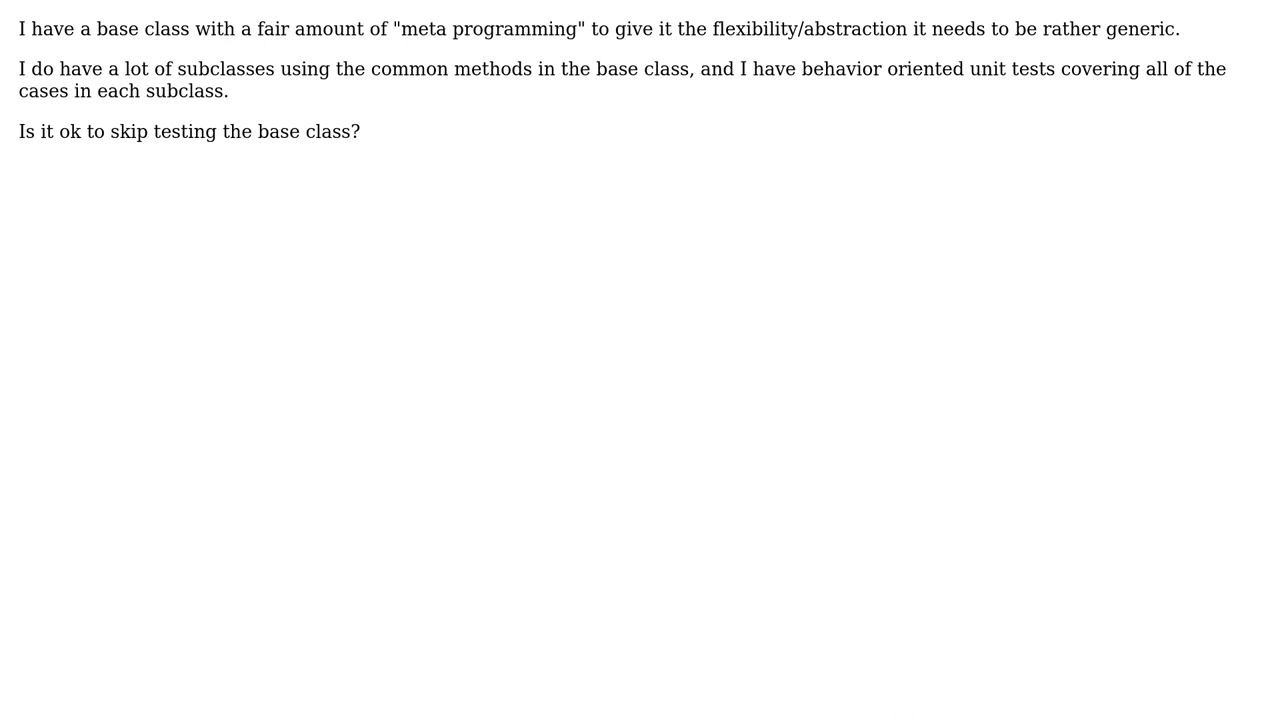 I have a base class with a fair amount of "meta programming" to give it the flexibility/abstraction it needs to be rather generic.
I do have a lot of subclasses using the common methods in the base class, and I have behavior oriented unit tests covering all of the
cases in each subclass.
Is it ok to skip testing the base class?